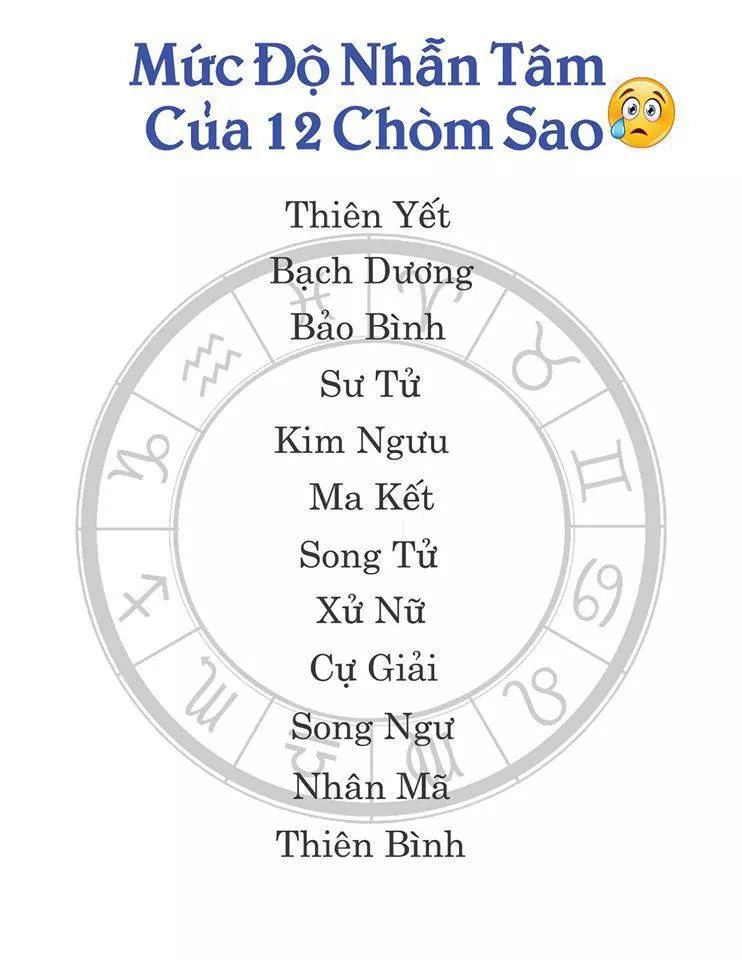 Mức Độ Nhẫn Tâm
Của 12 Chòm Sao
Thiên Yết
Bạch Dương
Bảo Bình
Sư Tử
Kim Ngưu
Ma Kết
Song Tử
Xử Nữ
Cự Giải
Song Ngư
Nhân Mã
Thiên Bình